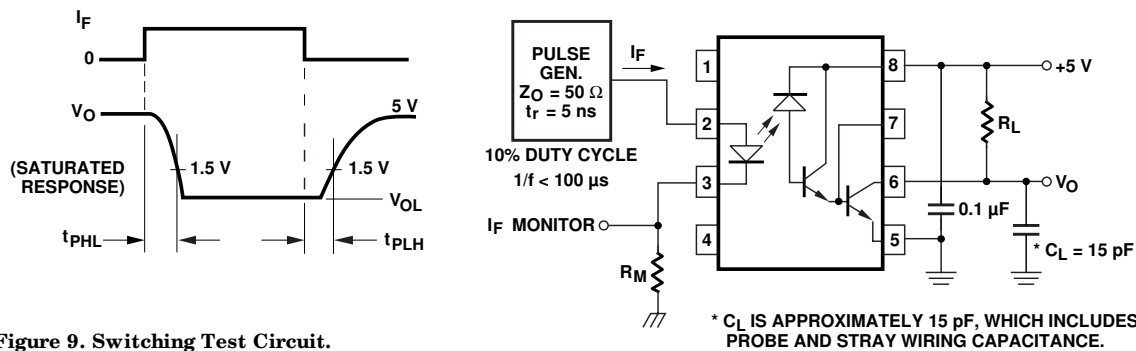 I_F
0
V_O
5 V
(SATURATED
RESPONSE)
1.5 V
1.5 V
V_OL
t_PHL
t_PLH
PULSE
GEN.
Z_O = 50 Ω
t_r = 5 ns
I_F
10% DUTY CYCLE
1/f < 100 µs
I_F MONITOR
R_M
1
2
3
4
8
7
6
5
+5 V
R_L
V_O
0.1 µF
* C_L = 15 pF
* C_L IS APPROXIMATELY 15 pF, WHICH INCLUDES
PROBE AND STRAY WIRING CAPACITANCE.
Figure 9. Switching Test Circuit.